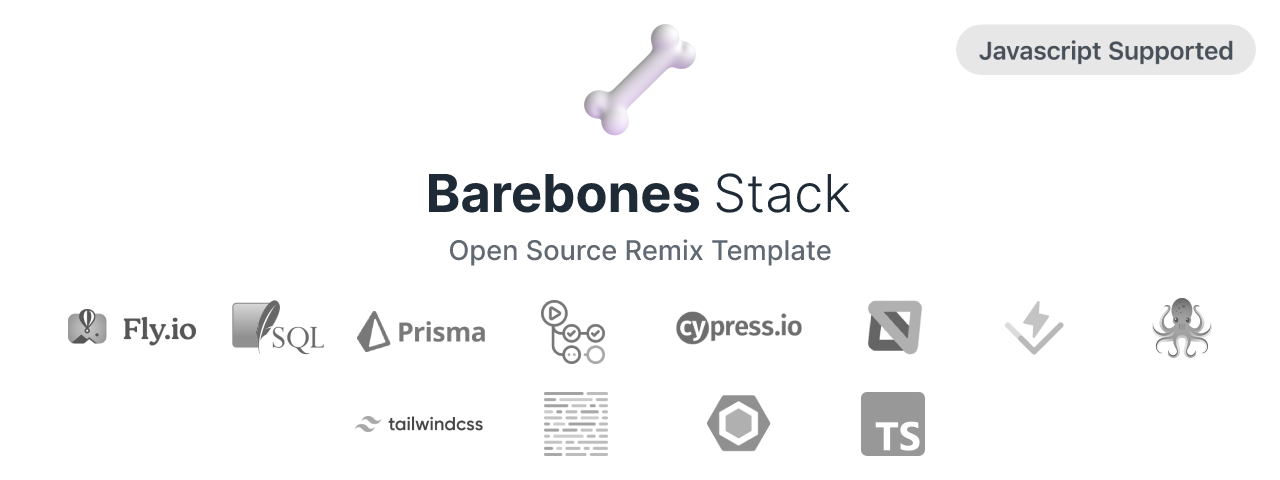 Javascript Supported
Barebones Stack
Open Source Remix Template
Fly.io
SQL
Prisma
cypress.io
tailwindcss
TS